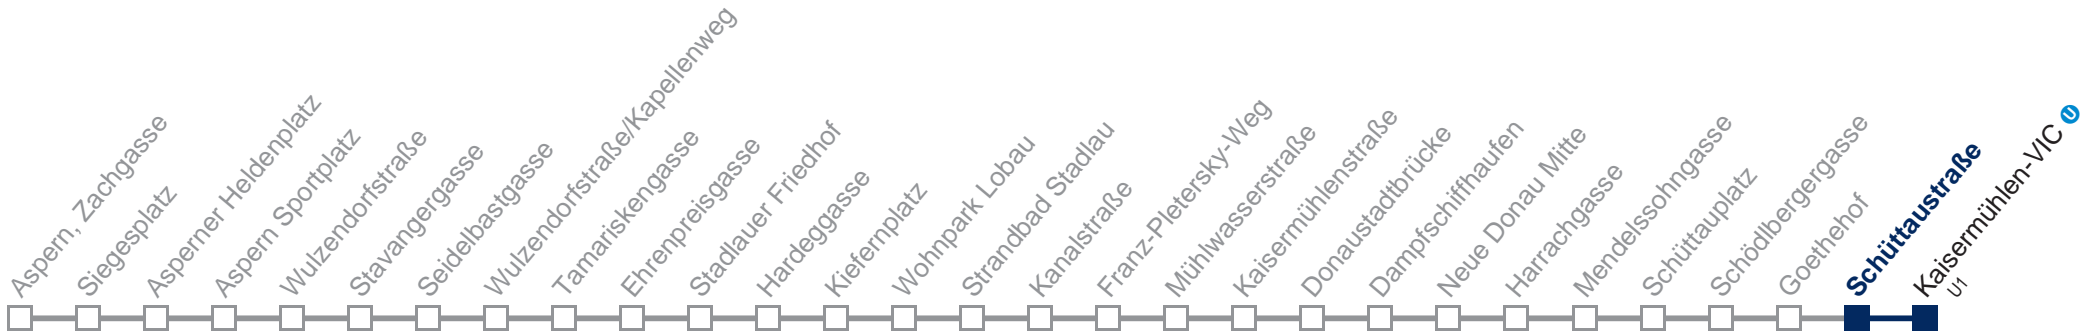 Aspern, Zachgasse
Siegesplatz
Asperner Heldenplatz
Aspern Sportplatz
Wulzendorfstraße
Stavangergasse
Seidelbastgasse
Wulzendorfstraße/Kapellenweg
Tamariskengasse
Ehrenpreisgasse
Stadlauer Friedhof
Hardeggasse
Kiefernplatz
Wohnpark Lobau
Strandbad Stadlau
Kanalstraße
Franz-Pletersky-Weg
Mühlwasserstraße
Kaisermühlenstraße
Donaustadtbrücke
Dampfschiffhaufen
Neue Donau Mitte
Harrachgasse
Mendelssohngasse
Schüttauplatz
Schödlbergergasse
Goethehof
Schüttaustraße
Kaisermühlen-VIC U
U1